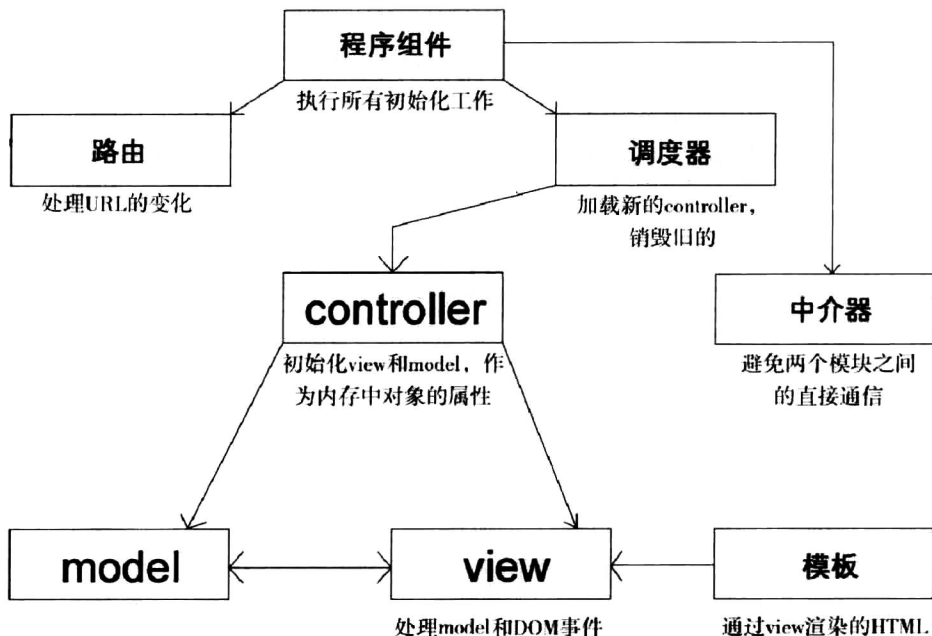 程序组件
执行所有初始化工作
路由
处理URL的变化
调度器
加载新的controller,
销毁旧的
controller
初始化view和model，作
为内存中对象的属性
中介器
避免两个模块之间
的直接通信
model
view
处理model和DOM事件
模板
通过view渲染的HTML